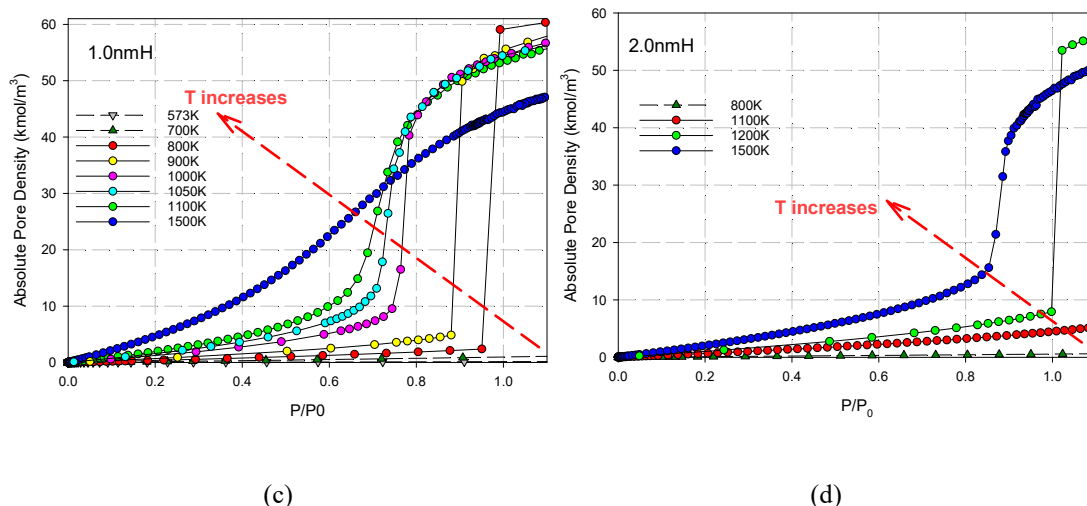 1.0nmH
T increases
573K
700K
800K
900K
1000K
1050K
1100K
1500K
Absolute Pore Density (kmol/m³)
60
50
40
30
20
10
0
0.0 0.2 0.4 0.6 0.8 1.0
P/P0
(c)
2.0nmH
800K
1100K
1200K
1500K
T increases
Absolute Pore Density (kmol/m³)
60
50
40
30
20
10
0
0.0 0.2 0.4 0.6 0.8 1.0
P/P₀
(d)